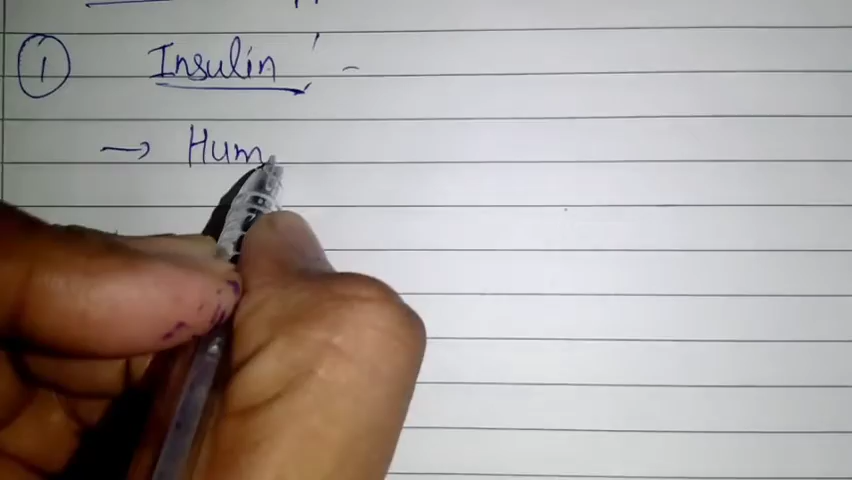 ① Insulin -
→ Hum